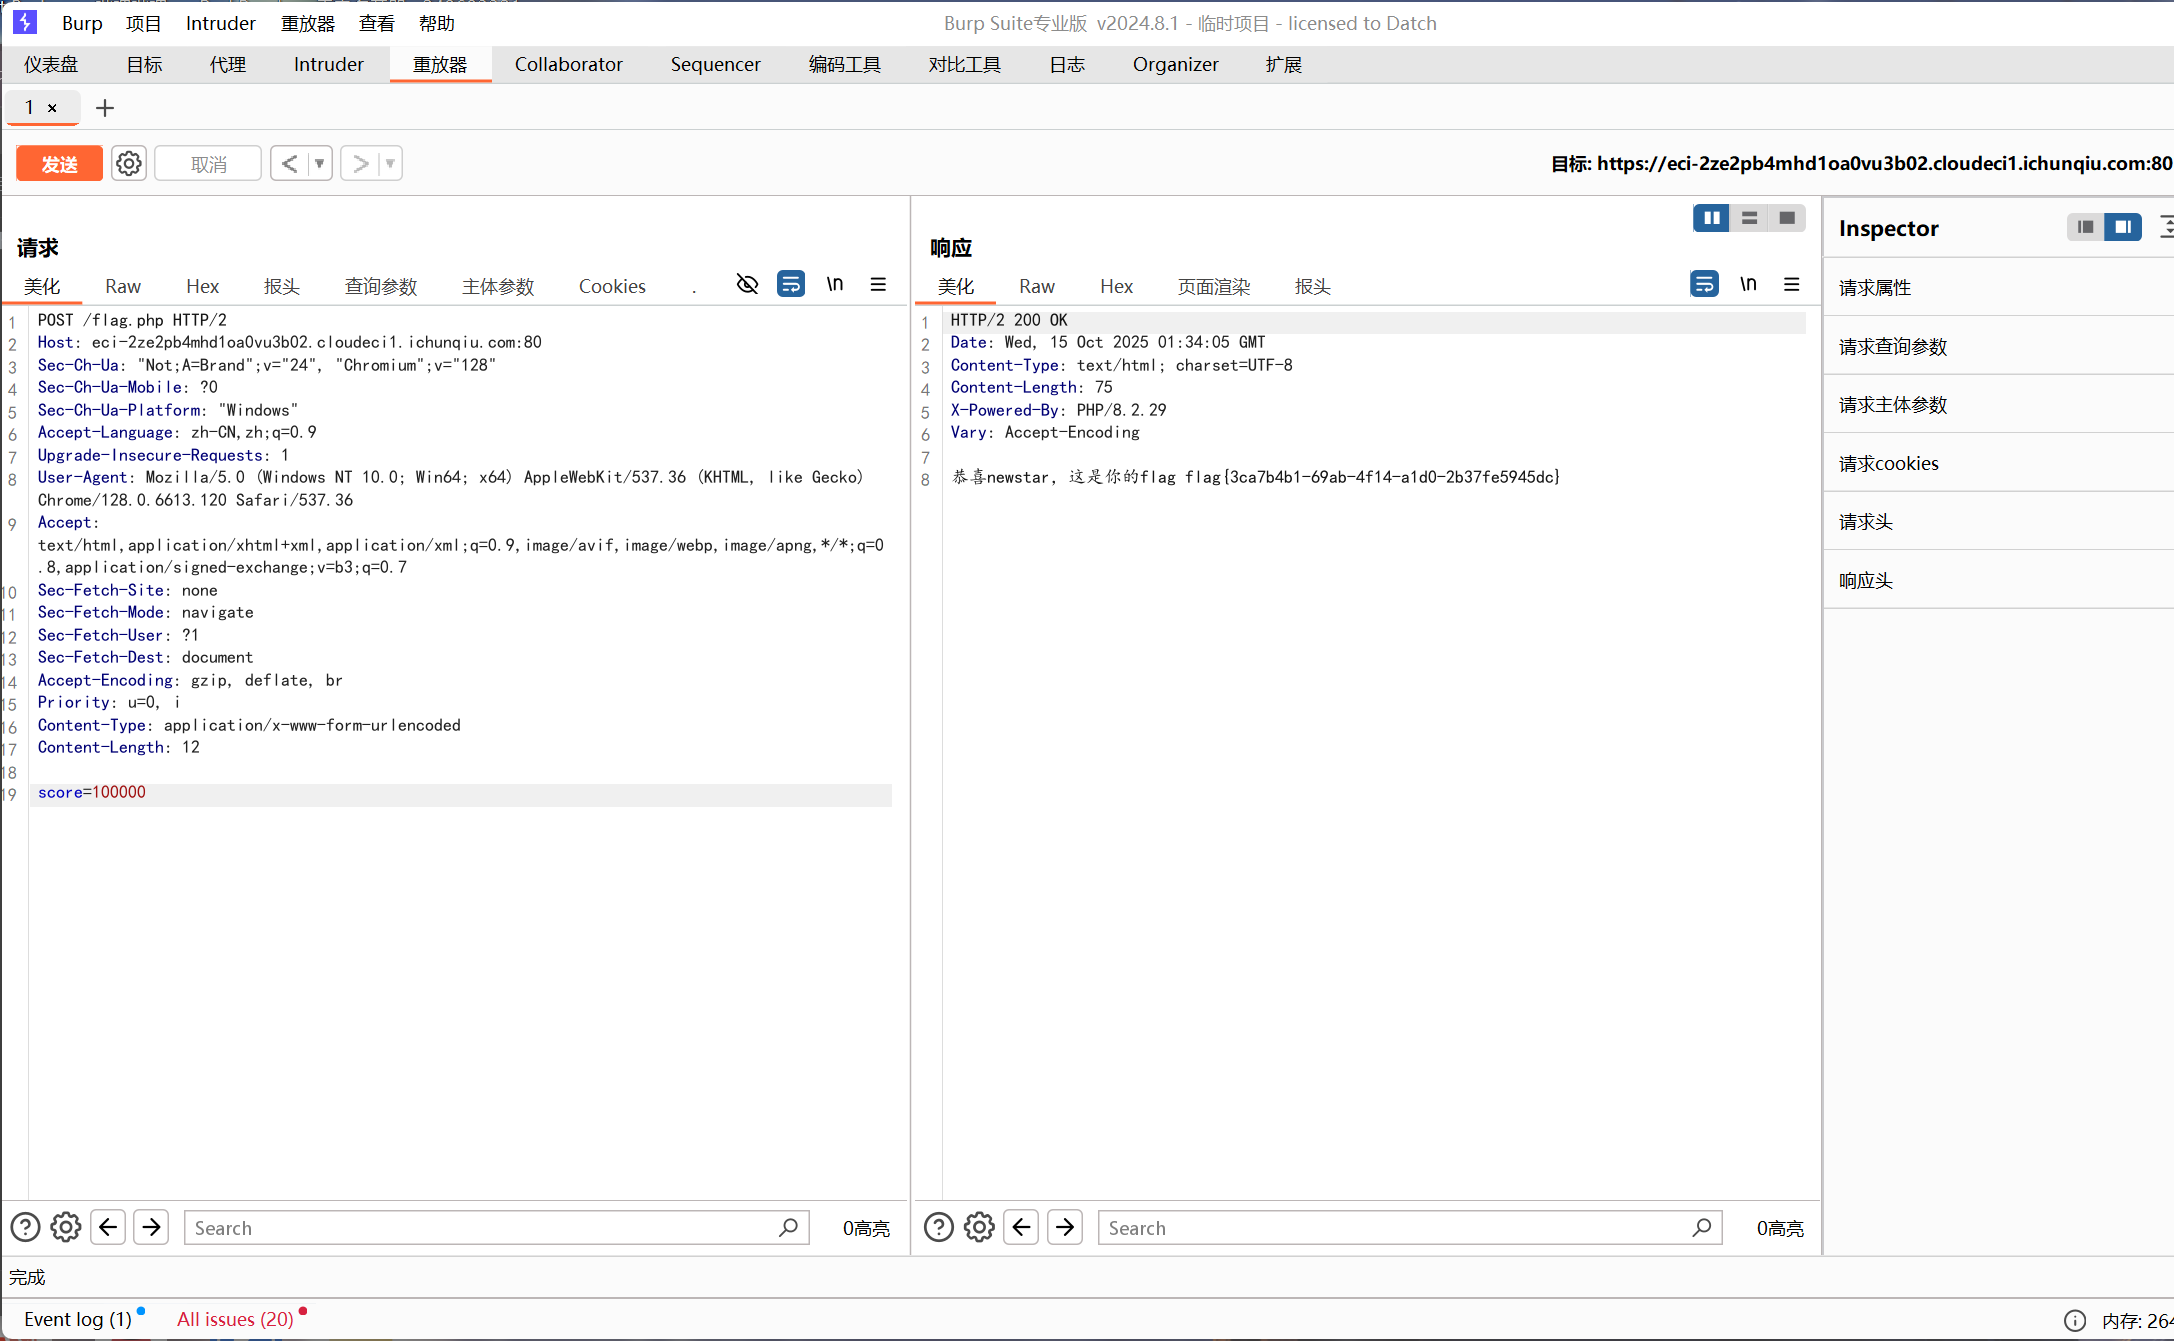 Burp 项目 Intruder 重放器 查看 帮助
Burp Suite专业版 v2024.8.1 - 临时项目 - licensed to Datch
仪表盘 目标 代理 Intruder 重放器 Collaborator Sequencer 编码工具 对比工具 日志 Organizer 扩展
1 × +
发送 取消 < ▼ > ▼
目标: https://eci-2ze2pb4mhd1oa0vu3b02.cloudeci1.ichunqiu.com:80
请求
美化 Raw Hex 报头 查询参数 主体参数 Cookies . \n
1 POST /flag.php HTTP/2
2 Host: eci-2ze2pb4mhd1oa0vu3b02.cloudeci1.ichunqiu.com:80
3 Sec-Ch-Ua: "Not;A=Brand";v="24", "Chromium";v="128"
4 Sec-Ch-Ua-Mobile: ?0
5 Sec-Ch-Ua-Platform: "Windows"
6 Accept-Language: zh-CN,zh;q=0.9
7 Upgrade-Insecure-Requests: 1
8 User-Agent: Mozilla/5.0 (Windows NT 10.0; Win64; x64) AppleWebKit/537.36 (KHTML, like Gecko)
Chrome/128.0.6613.120 Safari/537.36
9 Accept:
text/html,application/xhtml+xml,application/xml;q=0.9,image/avif,image/webp,image/apng,*/*;q=0
.8,application/signed-exchange;v=b3;q=0.7
10 Sec-Fetch-Site: none
11 Sec-Fetch-Mode: navigate
12 Sec-Fetch-User: ?1
13 Sec-Fetch-Dest: document
14 Accept-Encoding: gzip, deflate, br
15 Priority: u=0, i
16 Content-Type: application/x-www-form-urlencoded
17 Content-Length: 12
18
19 score=100000
Search 0高亮
响应
美化 Raw Hex 页面渲染 报头 \n
1 HTTP/2 200 OK
2 Date: Wed, 15 Oct 2025 01:34:05 GMT
3 Content-Type: text/html; charset=UTF-8
4 Content-Length: 75
5 X-Powered-By: PHP/8.2.29
6 Vary: Accept-Encoding
7
8 恭喜newstar, 这是你的flag flag{3ca7b4b1-69ab-4f14-a1d0-2b37fe5945dc}
Search 0高亮
Inspector
请求属性
请求查询参数
请求主体参数
请求cookies
请求头
响应头
完成
Event log (1) All issues (20)
内存: 264